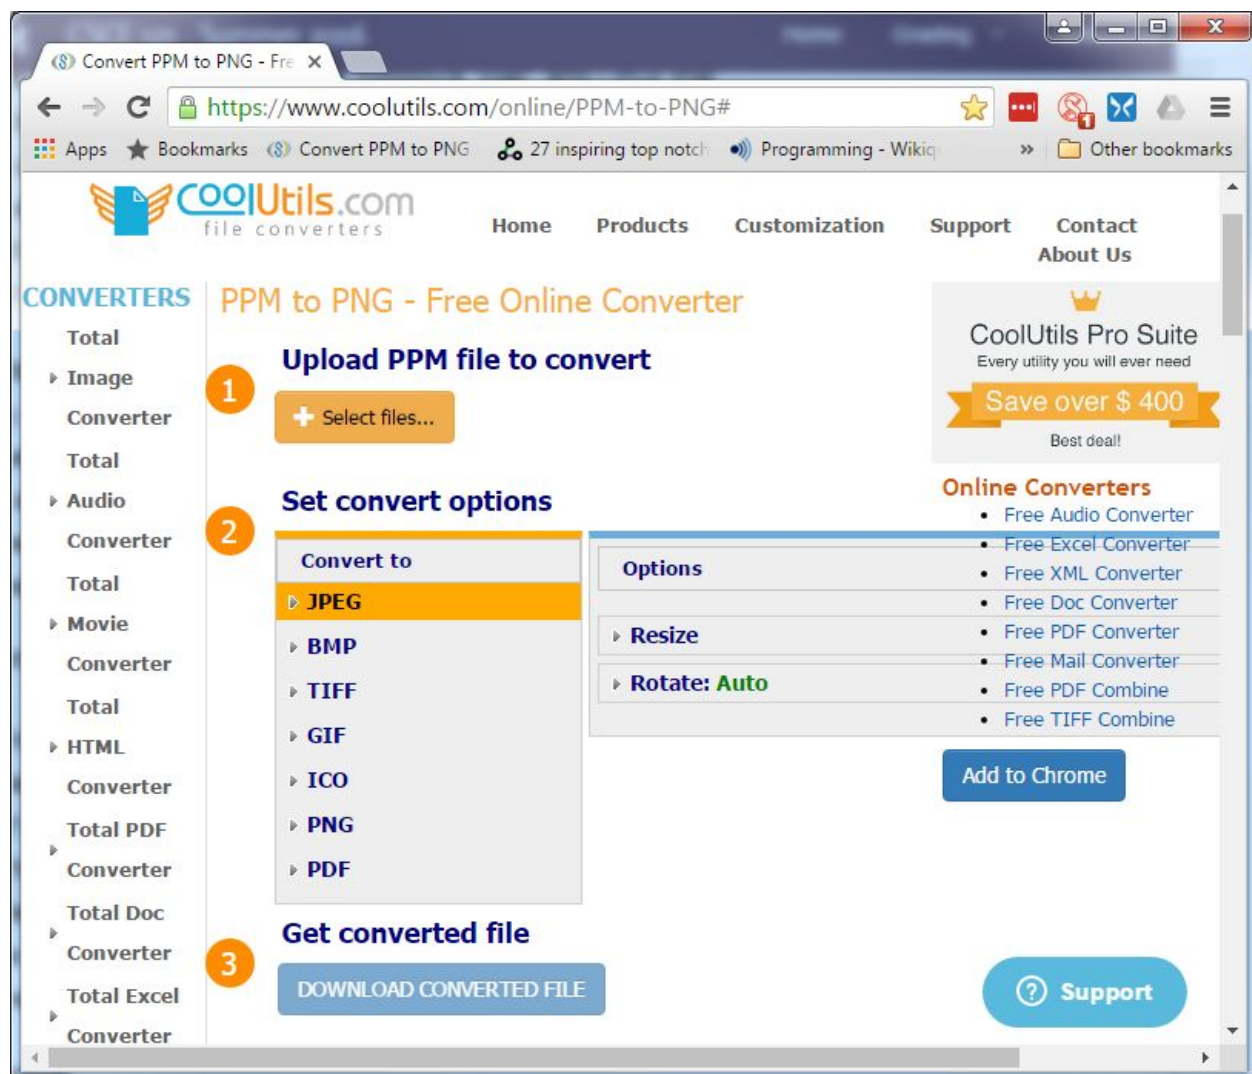 Home
Grading
Convert PPM to PNG - Fre
https://www.coolutils.com/online/PPM-to-PNG#
Apps Bookmarks Convert PPM to PNG 27 inspiring top notch Programming - Wikiq » Other bookmarks
CoolUtils.com
file converters
Home Products Customization Support Contact
About Us
CONVERTERS
Total
Image
Converter
Total
Audio
Converter
Total
Movie
Converter
Total
HTML
Converter
Total PDF
Converter
Total Doc
Converter
Total Excel
Converter
PPM to PNG - Free Online Converter
1
Upload PPM file to convert
Select files...
2
Set convert options
Convert to
JPEG
BMP
TIFF
GIF
ICO
PNG
PDF
Options
Resize
Rotate: Auto
3
Get converted file
DOWNLOAD CONVERTED FILE
CoolUtils Pro Suite
Every utility you will ever need
Save over $ 400
Best deal!
Online Converters
Free Audio Converter
Free Excel Converter
Free XML Converter
Free Doc Converter
Free PDF Converter
Free Mail Converter
Free PDF Combine
Free TIFF Combine
Add to Chrome
Support